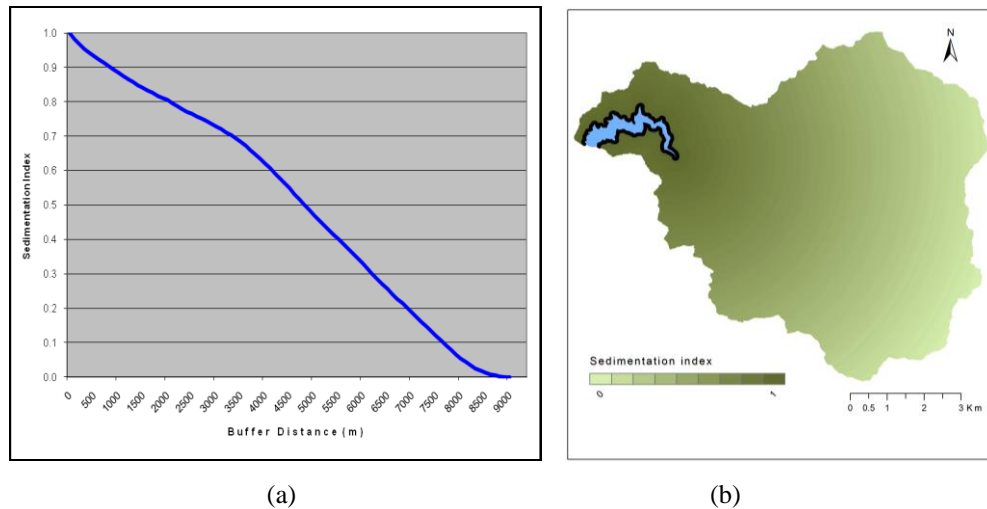 1.0
0.9
0.8
0.7
0.6
0.5
0.4
0.3
0.2
0.1
0.0
Sedimentation Index
0 500 1000 1500 2000 2500 3000 3500 4000 4500 5000 5500 6000 6500 7000 7500 8000 8500 9000
Buffer Distance (m)
(a)
N
Sedimentation index
0 1
0 0.5 1 2 3 Km
(b)